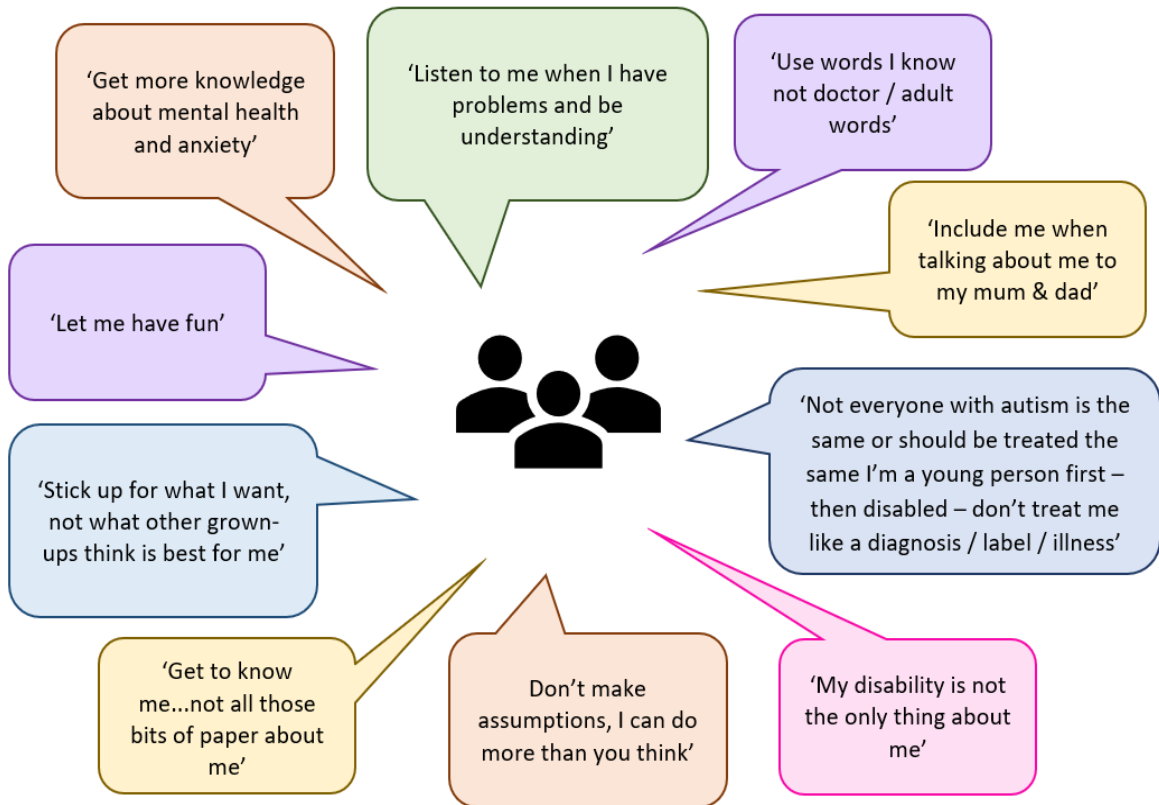 ‘Get more knowledge
about mental health
and anxiety’
‘Listen to me when I have
problems and be
understanding’
‘Use words I know
not doctor / adult
words’
‘Include me when
talking about me to
my mum & dad’
‘Let me have fun’
‘Not everyone with autism is the
same or should be treated the
same I’m a young person first –
then disabled – don’t treat me
like a diagnosis / label / illness’
‘Stick up for what I want,
not what other grown-
ups think is best for me’
‘Get to know
me...not all those
bits of paper about
me’
Don’t make
assumptions, I can do
more than you think’
‘My disability is not
the only thing about
me’